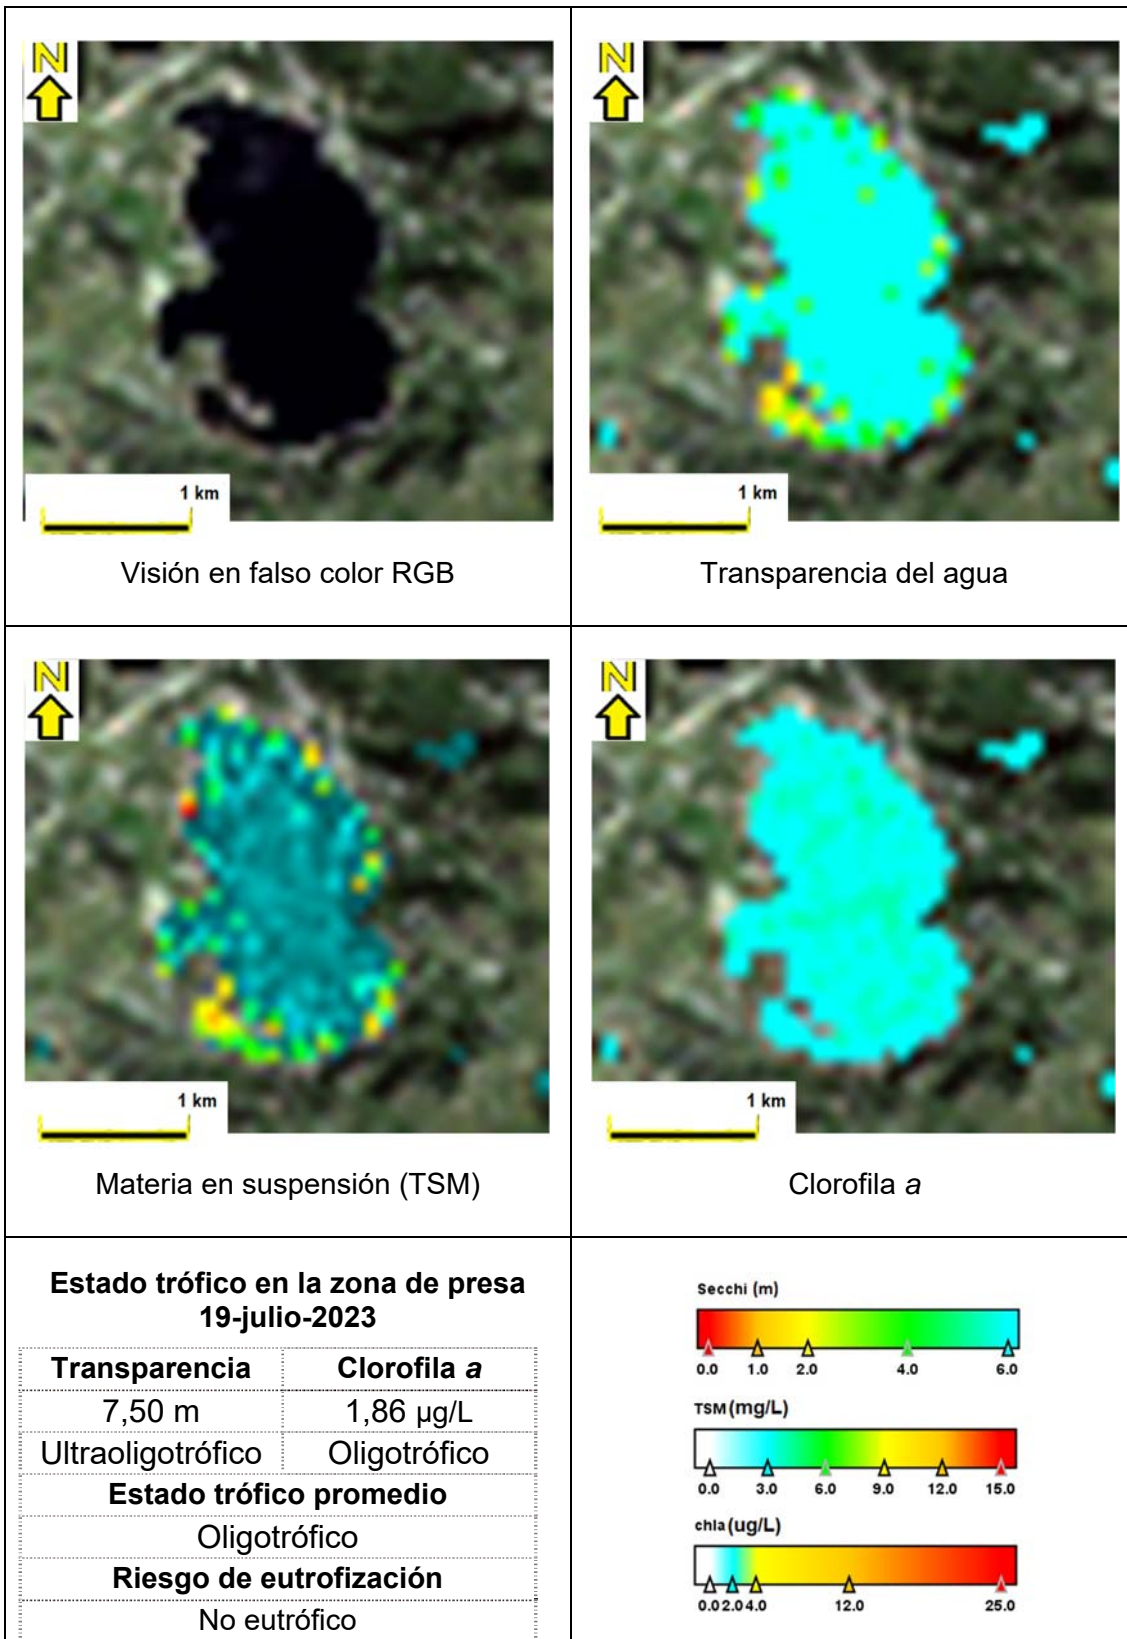 N
1 km
Visión en falso color RGB
N
1 km
Transparencia del agua
N
1 km
Materia en suspensión (TSM)
N
1 km
Clorofila a
Estado trófico en la zona de presa
19-julio-2023
Transparencia Clorofila a
7,50 m 1,86 µg/L
Ultraoligotrófico Oligotrófico
Estado trófico promedio
Oligotrófico
Riesgo de eutrofización
No eutrófico
Secchi (m)
0.0 1.0 2.0 4.0 6.0
TSM (mg/L)
0.0 3.0 6.0 9.0 12.0 15.0
chla (ug/L)
0.0 2.0 4.0 12.0 25.0